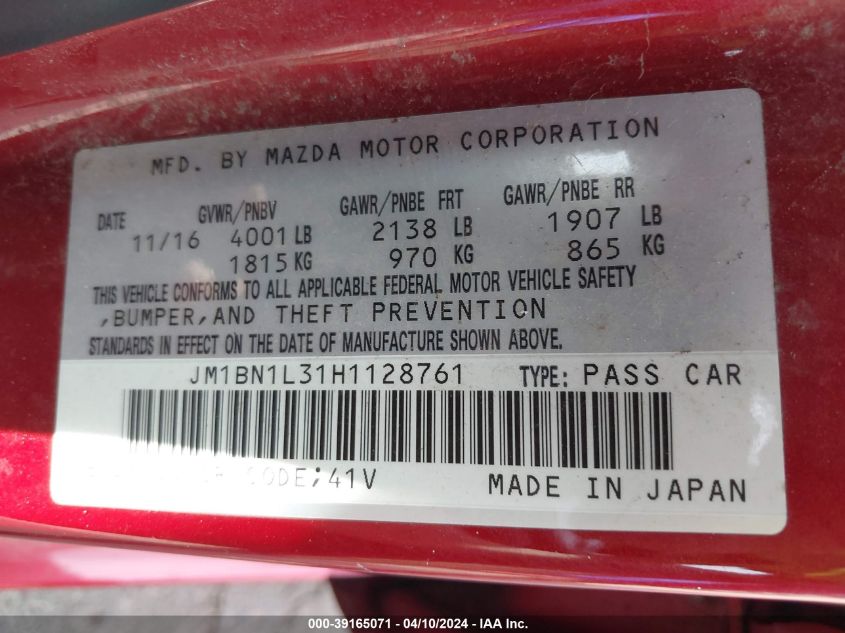 MFD. BY MAZDA MOTOR CORPORATION
DATE GVWR/PNBV GAWR/PNBE FRT GAWR/PNBE RR
11/16 4001 LB 2138 LB 1907 LB
1815 KG 970 KG 865 KG
THIS VEHICLE CONFORMS TO ALL APPLICABLE FEDERAL MOTOR VEHICLE SAFETY
,BUMPER,AND THEFT PREVENTION
STANDARDS IN EFFECT ON THE DATE OF MANUFACTURE SHOWN ABOVE.
JM1BN1L31H1128761 TYPE: PASS CAR
CODE;41V MADE IN JAPAN
000-39165071 - 04/10/2024 - IAA Inc.